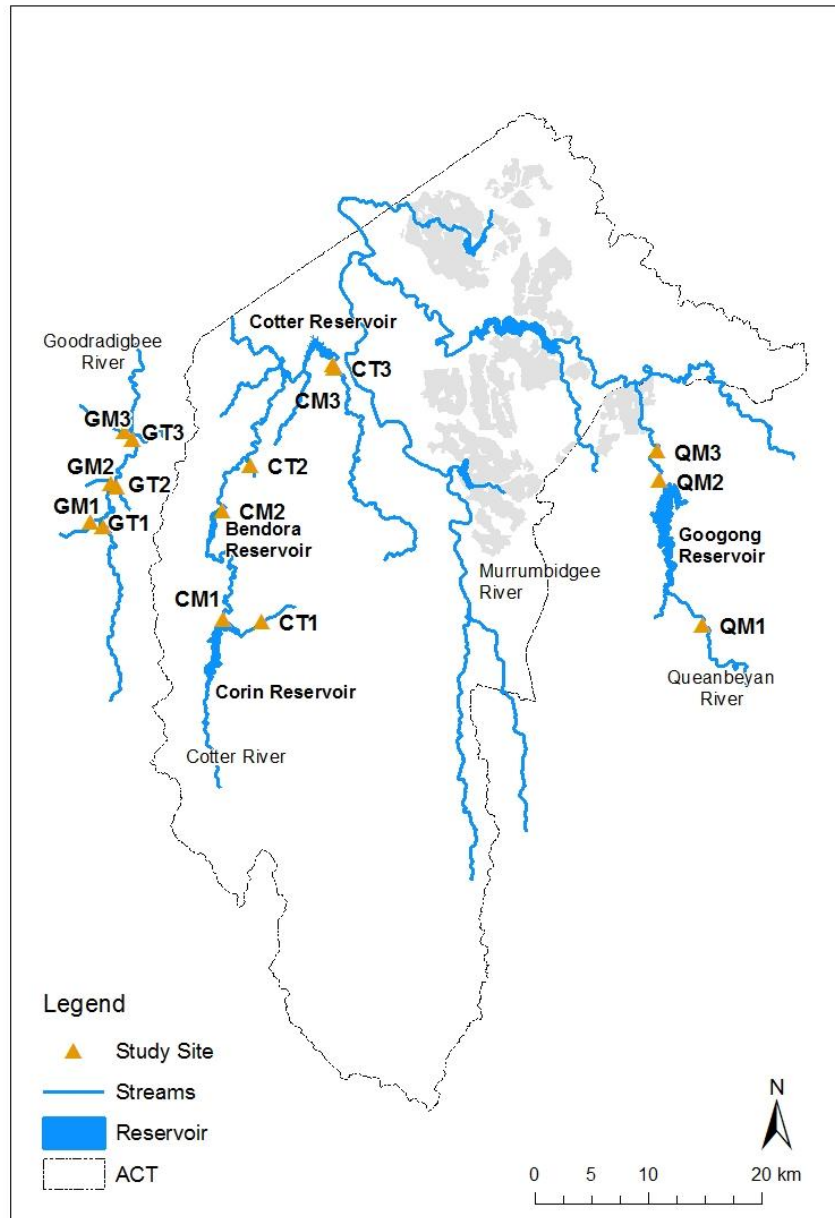 Goodradigbee
River
Cotter Reservoir
CT3
CM3
GM3
GT3
GM2
GT2
GM1
GT1
CT2
CM2
Bendora
Reservoir
CM1
CT1
Corin Reservoir
Cotter River
Murrumbidgee
River
QM3
QM2
Googong
Reservoir
QM1
Queanbeyan
River
Legend
Study Site
Streams
Reservoir
ACT
N
0 5 10 20 km